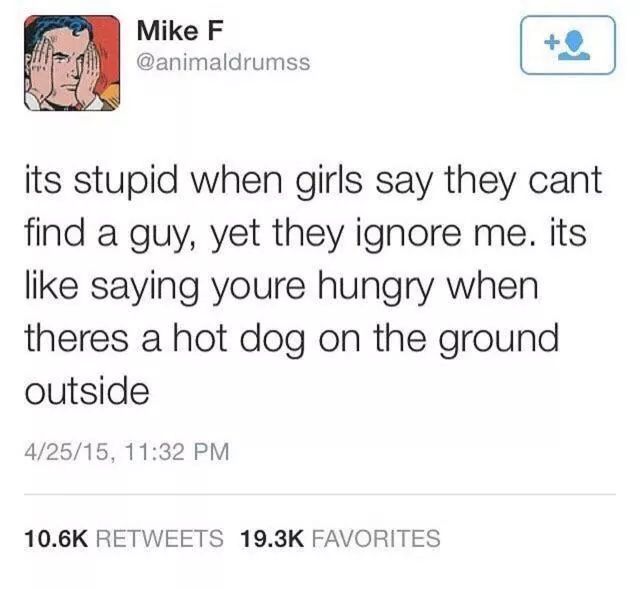 Mike F
@animaldrumss
its stupid when girls say they cant
find a guy, yet they ignore me. its
like saying youre hungry when
theres a hot dog on the ground
outside
4/25/15, 11:32 PM
10.6K RETWEETS 19.3K FAVORITES